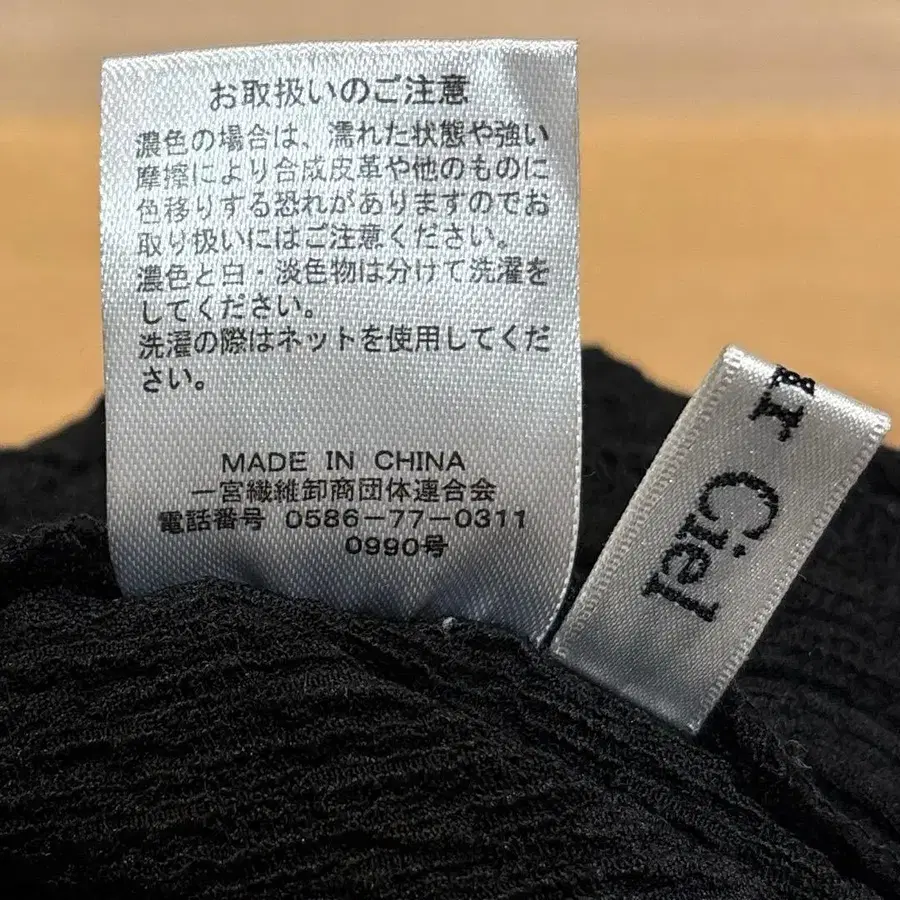 お取扱いのご注意
濃色の場合は、濡れた状態や強い
摩擦により合成皮革や他のものに
色移りする恐れがありますのでお
取り扱いにはご注意ください。
濃色と白・淡色物は分けて洗濯を
してください。
洗濯の際はネットを使用してくだ
さい。
MADE IN CHINA
一宮繊維卸商団体連合会
電話番号 0586-77-0311
0990号
Ciel